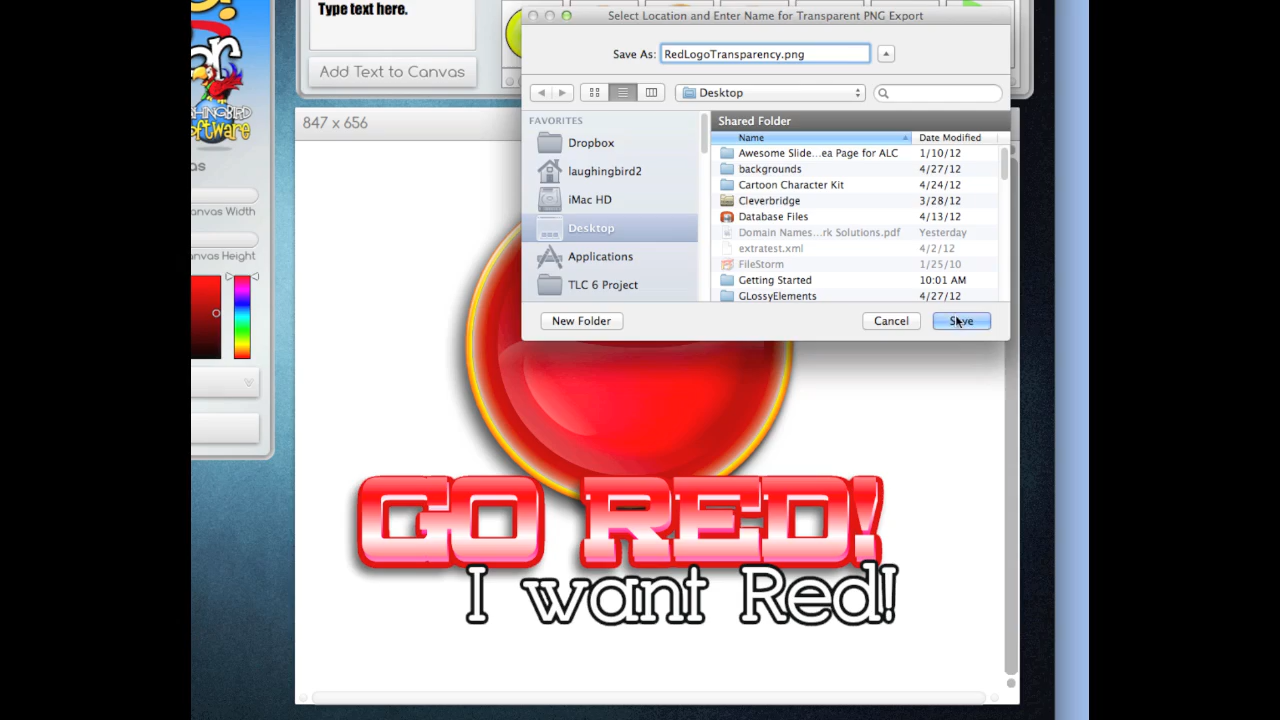 Type text here.
Add Text to Canvas
Select Location and Enter Name for Transparent PNG Export
Save As: RedLogoTransparency.png
Desktop
FAVORITES
Dropbox
laughingbird2
iMac HD
Desktop
Applications
TLC 6 Project
Shared Folder
Name Date Modified
Awesome Slide...ea Page for ALC 1/10/12
backgrounds 4/27/12
Cartoon Character Kit 4/24/12
Cleverbridge 3/28/12
Database Files 4/13/12
Domain Names...rk Solutions.pdf Yesterday
extratest.xml 4/2/12
FileStorm 1/25/10
Getting Started 10:01 AM
GLossyElements 4/27/12
New Folder Cancel Save
847 x 656
oftware
as
anvas Width
anvas Height
GO RED!
I want Red!